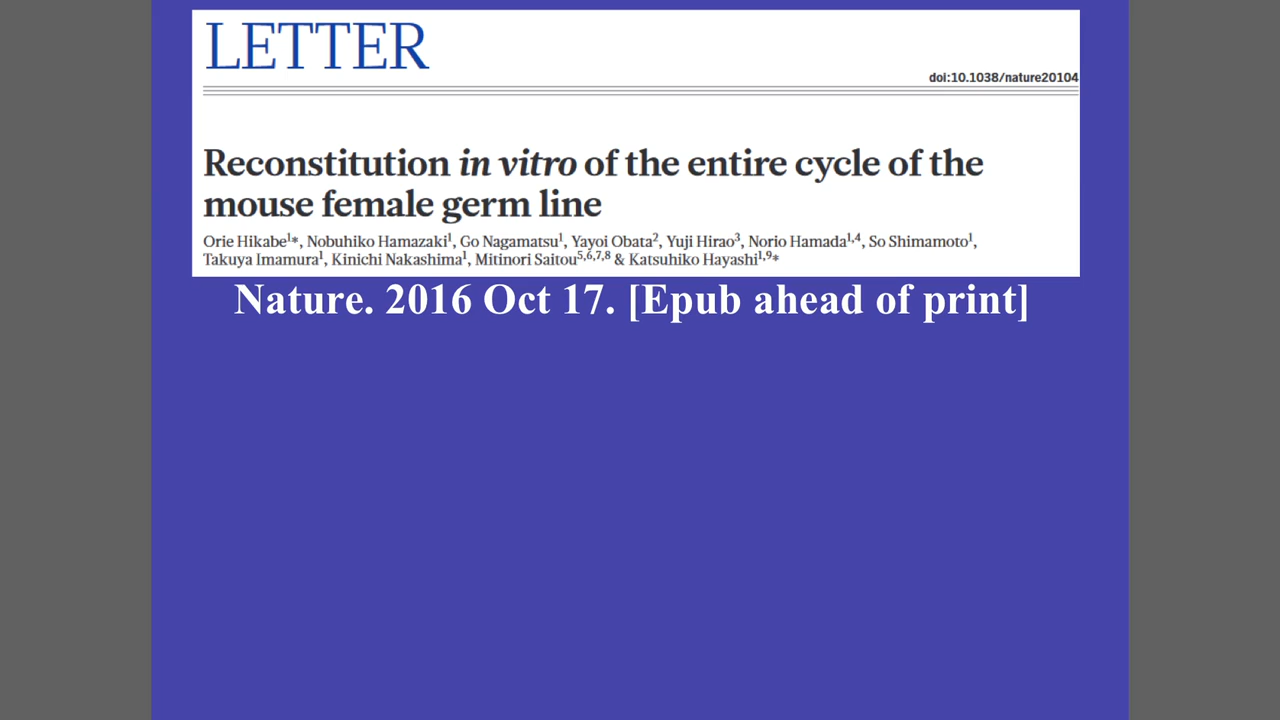 LETTER
doi:10.1038/nature20104
Reconstitution in vitro of the entire cycle of the
mouse female germ line
Orie Hikabe¹*, Nobuhiko Hamazaki¹, Go Nagamatsu¹, Yayoi Obata², Yuji Hirao³, Norio Hamada¹,⁴, So Shimamoto¹,
Takuya Imamura¹, Kinichi Nakashima¹, Mitinori Saitou⁵,⁶,⁷,⁸ & Katsuhiko Hayashi¹,⁹*
Nature. 2016 Oct 17. [Epub ahead of print]